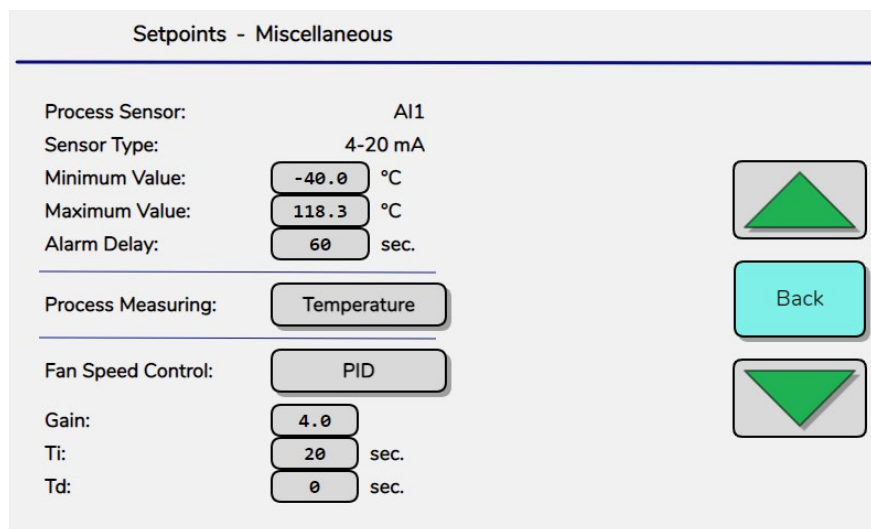 Setpoints - Miscellaneous
Process Sensor: AI1
Sensor Type: 4-20 mA
Minimum Value: -40.0 °C
Maximum Value: 118.3 °C
Alarm Delay: 60 sec.
Process Measuring: Temperature
Back
Fan Speed Control: PID
Gain: 4.0
Ti: 20 sec.
Td: 0 sec.